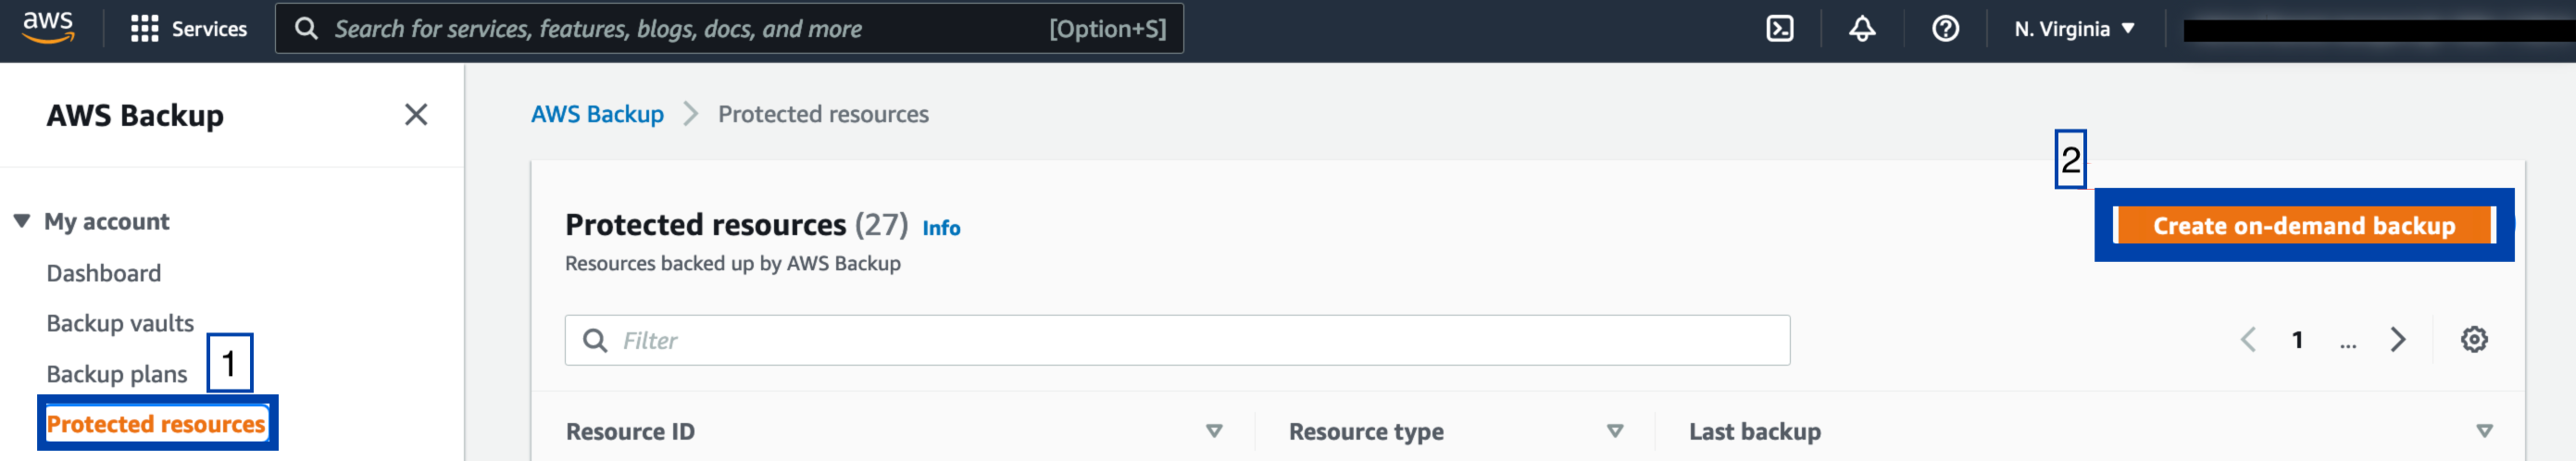 aws Services Search for services, features, blogs, docs, and more [Option+S] N. Virginia
AWS Backup
My account
Dashboard
Backup vaults
Backup plans
1
Protected resources
AWS Backup Protected resources
2
Protected resources (27) Info
Create on-demand backup
Resources backed up by AWS Backup
Filter
1 ...
Resource ID Resource type Last backup